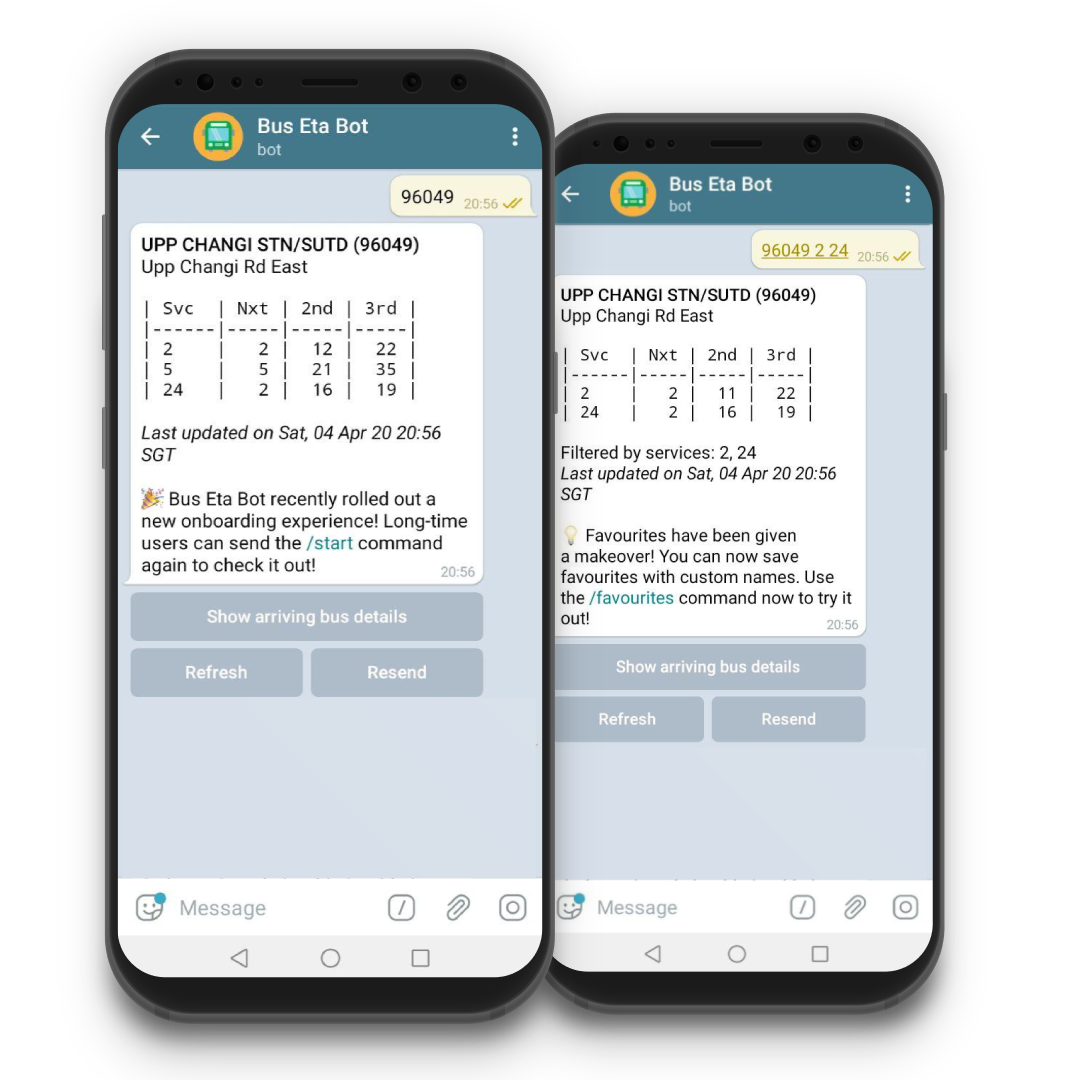 Bus Eta Bot
bot
96049 20:56
UPP CHANGI STN/SUTD (96049)
Upp Changi Rd East
| Svc | Nxt | 2nd | 3rd |
|------|-----|-----|-----|
| 2 | 2 | 12 | 22 |
| 5 | 5 | 21 | 35 |
| 24 | 2 | 16 | 19 |
Last updated on Sat, 04 Apr 20 20:56
SGT
🎉 Bus Eta Bot recently rolled out a
new onboarding experience! Long-time
users can send the /start command
again to check it out!
20:56
Show arriving bus details
Refresh Resend
Message
Bus Eta Bot
bot
96049 2 24 20:56
UPP CHANGI STN/SUTD (96049)
Upp Changi Rd East
| Svc | Nxt | 2nd | 3rd |
|------|-----|-----|-----|
| 2 | 2 | 11 | 22 |
| 24 | 2 | 16 | 19 |
Filtered by services: 2, 24
Last updated on Sat, 04 Apr 20 20:56
SGT
💡 Favourites have been given
a makeover! You can now save
favourites with custom names. Use
the /favourites command now to try it
out!
20:56
Show arriving bus details
Refresh Resend
Message